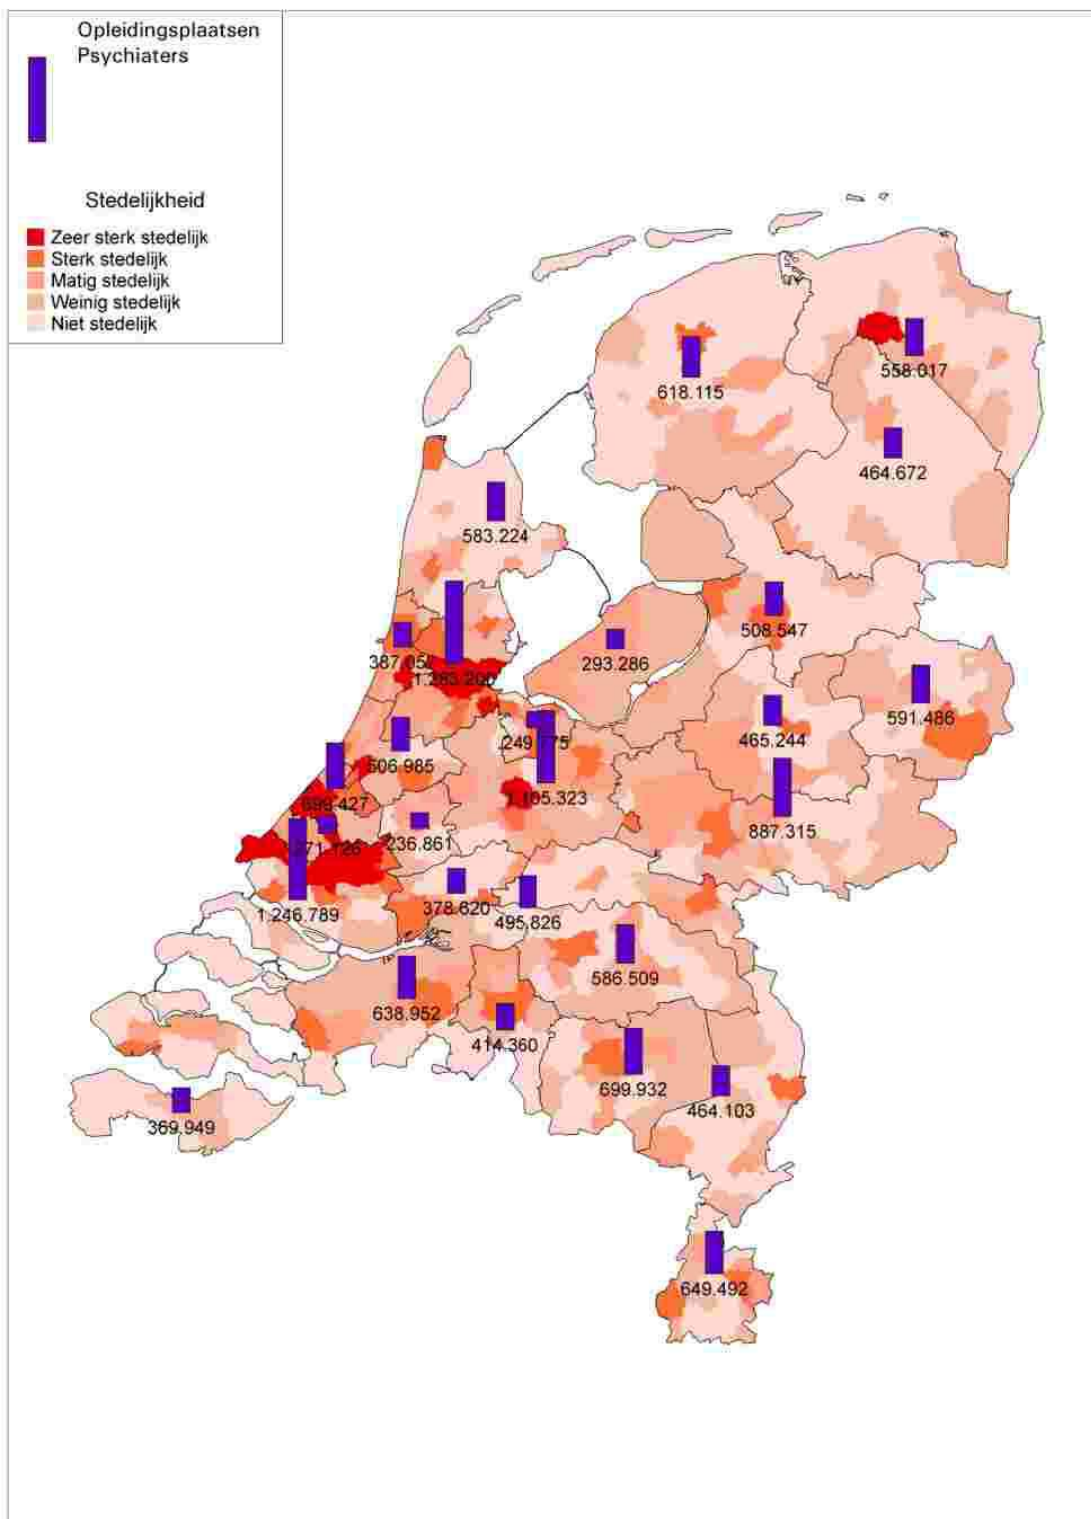 Opleidingsplaatsen
Psychiaters
Stedelijkheid
Zeer sterk stedelijk
Sterk stedelijk
Matig stedelijk
Weinig stedelijk
Niet stedelijk
558.017
618.115
464.672
583.224
508.547
293.286
591.486
465.244
1.105.323
887.315
236.861
378.620
495.826
1.246.789
586.509
638.952
414.360
699.932
464.103
369.949
649.492